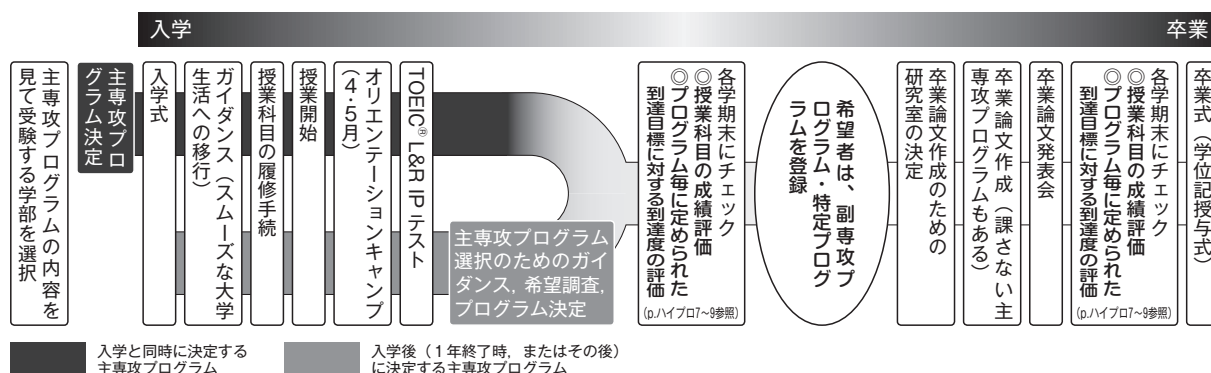 入学
卒業
主専攻プログラムの内容を
見て受験する学部を選択
主専攻プロ
グラム決定
入学式
ガイダンス（スムーズな大学
生活への移行）
授業科目の履修手続
授業開始
オリエンテーションキャンプ
（4・5月）
TOEIC® L&R IP テスト
主専攻プログラム
選択のためのガイ
ダンス，希望調査，
プログラム決定
各学期末にチェック
◎授業科目の成績評価
◎プログラム毎に定められた
到達目標に対する到達度の評価
(p.ハイプロ7～9参照)
希望者は、副専攻プ
ログラム・特定プログ
ラムを登録
卒業論文作成のための
研究室の決定
卒業論文作成（課さない主
専攻プログラムもある）
卒業論文発表会
各学期末にチェック
◎授業科目の成績評価
◎プログラム毎に定められた
到達目標に対する到達度の評価
(p.ハイプロ7～9参照)
卒業式（学位記授与式）
入学と同時に決定する
主専攻プログラム
入学後（1年終了時，またはその後）
に決定する主専攻プログラム